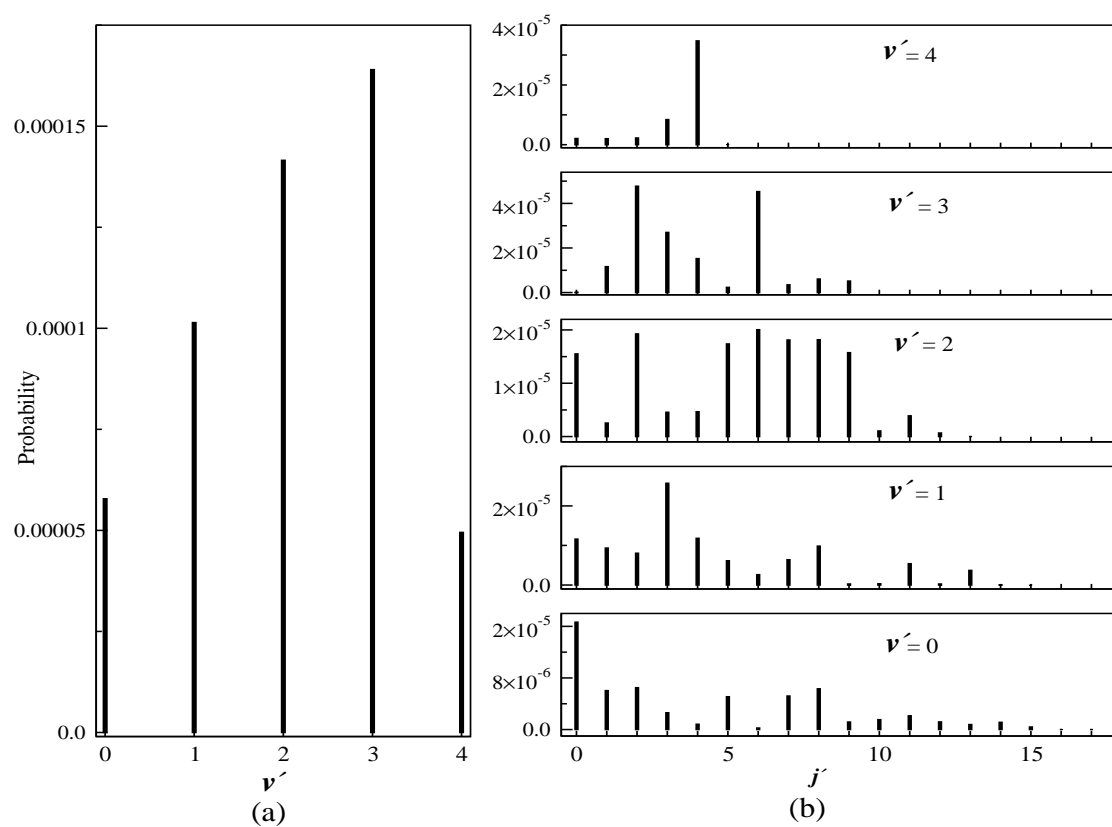 Probability
0.00015
0.0001
0.00005
0.0
0 1 2 3 4
v´
(a)
4×10⁻⁵
2×10⁻⁵
0.0
v´= 4
4×10⁻⁵
2×10⁻⁵
0.0
v´ = 3
2×10⁻⁵
1×10⁻⁵
0.0
v´ = 2
2×10⁻⁵
0.0
v´ = 1
2×10⁻⁵
8×10⁻⁶
0.0
v´= 0
0 5 10 15
j´
(b)